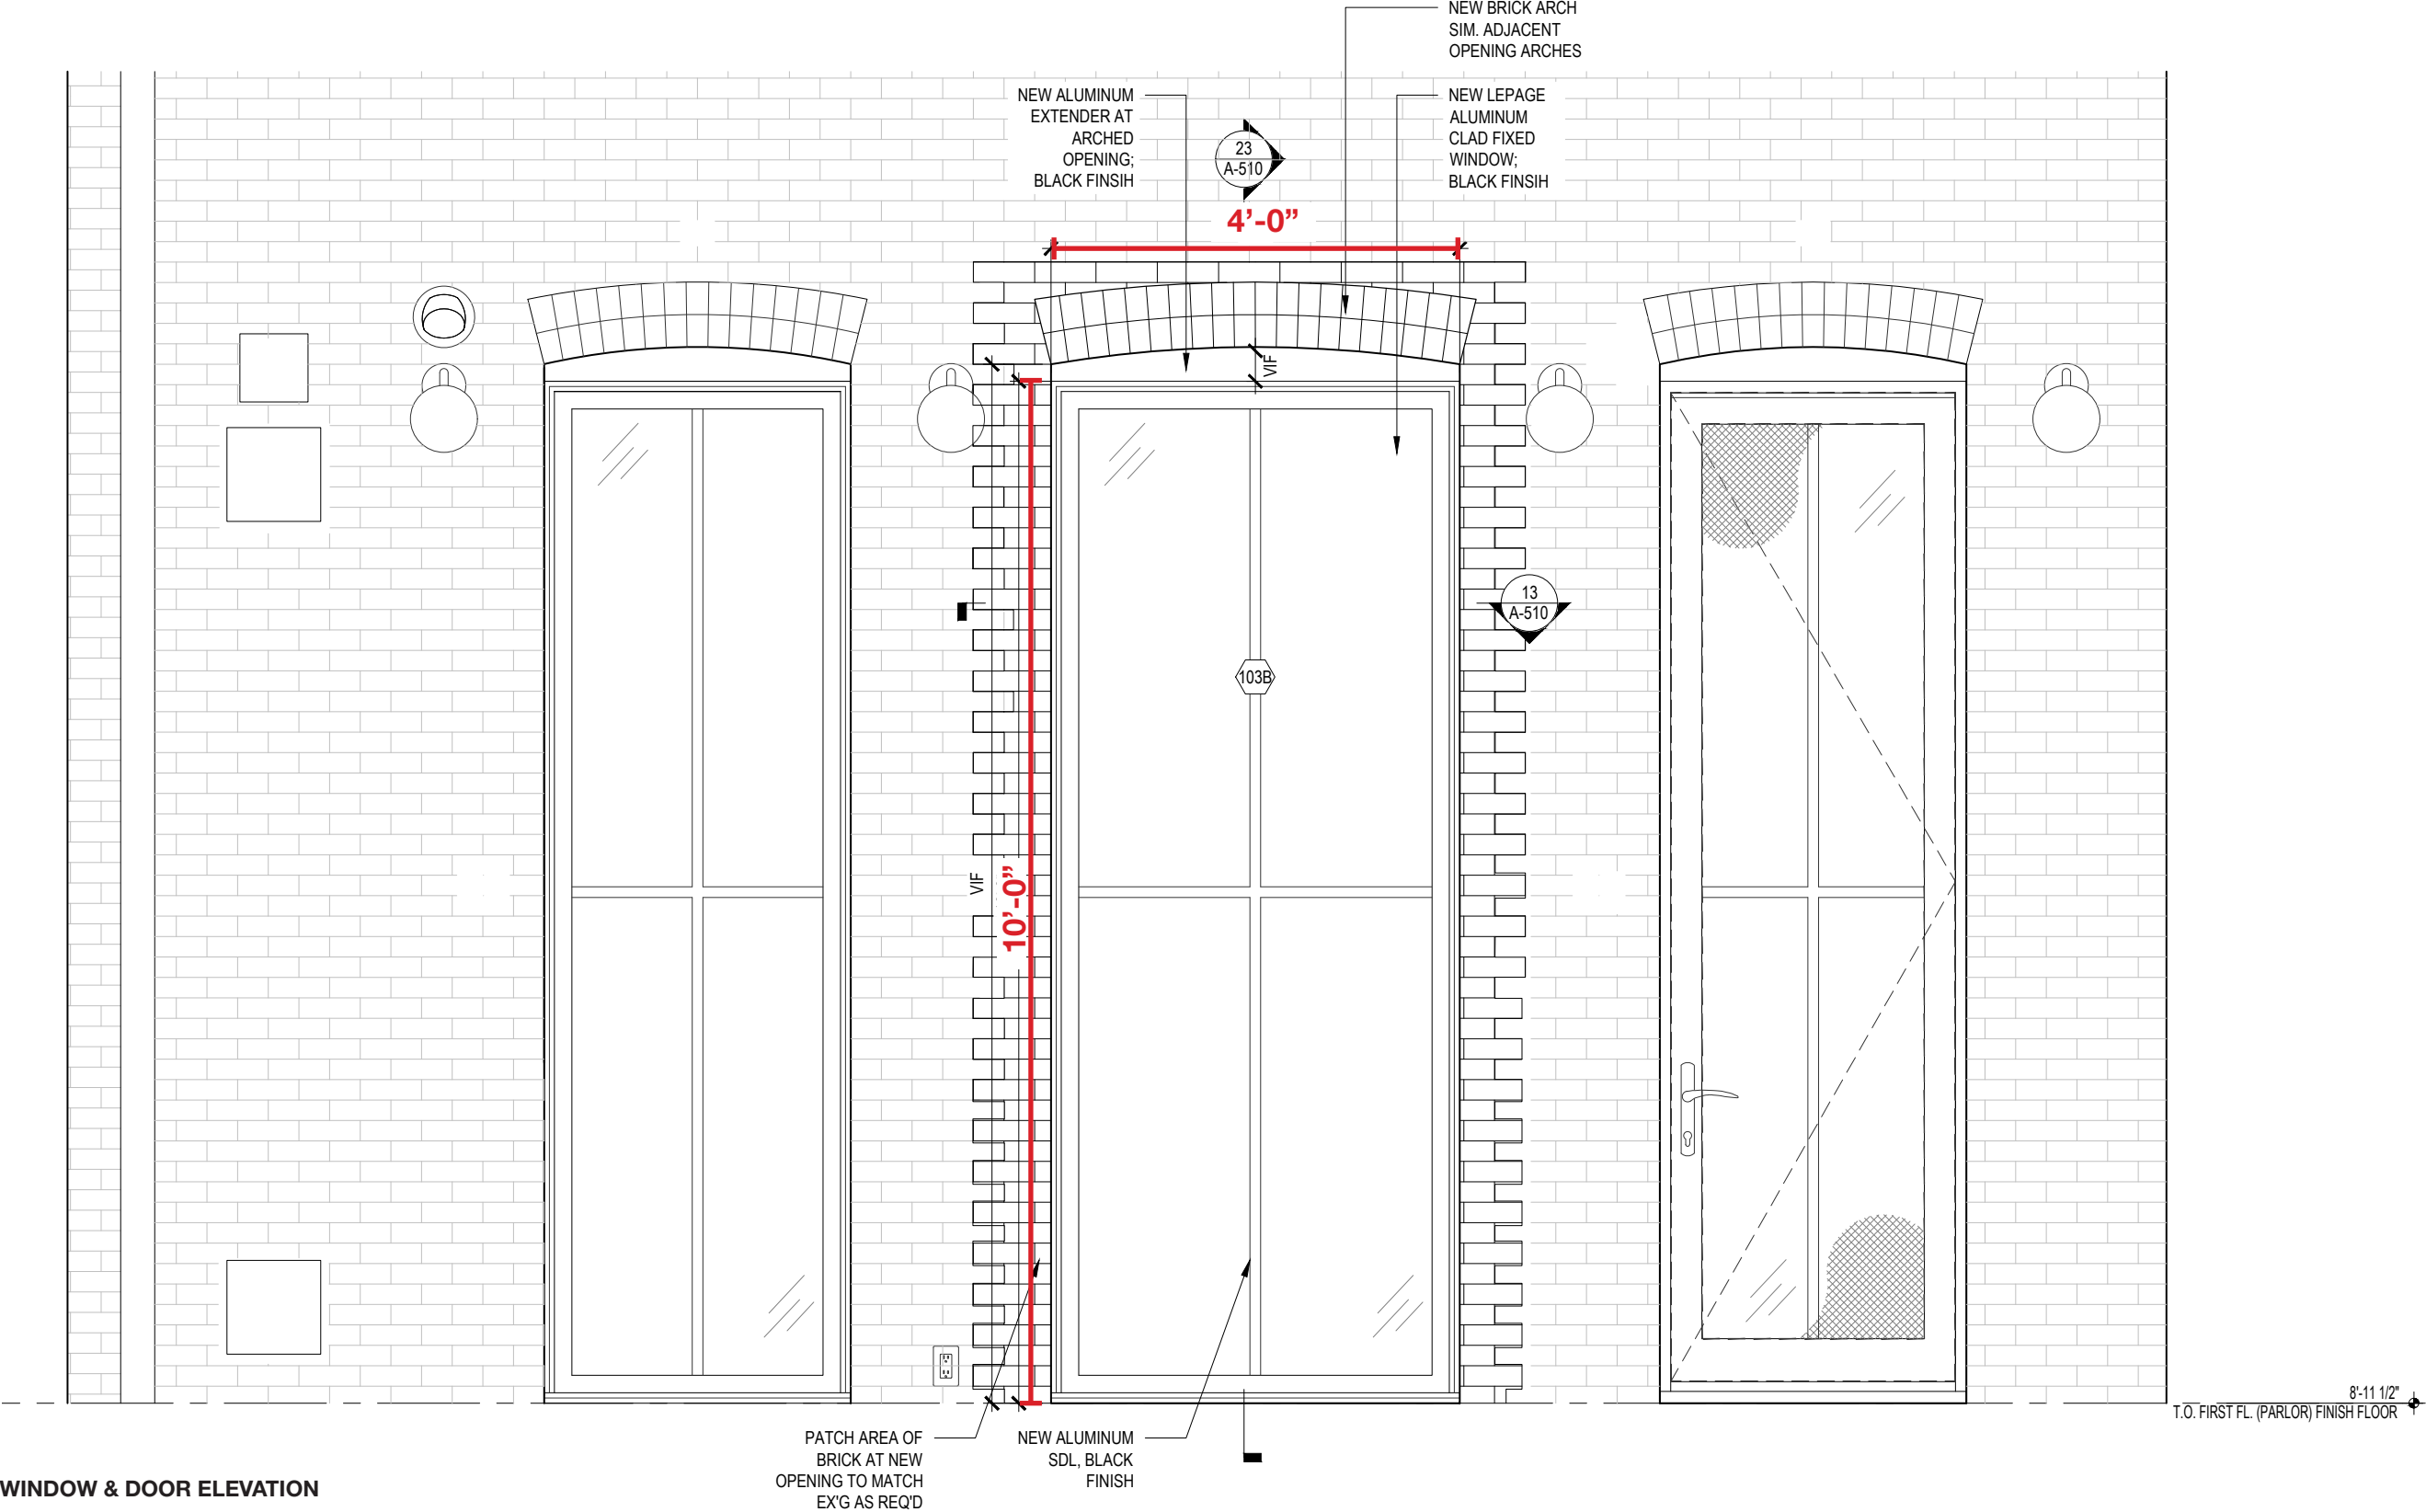 NEW BRICK ARCH
SIM. ADJACENT
OPENING ARCHES
NEW ALUMINUM
EXTENDER AT
ARCHED
OPENING;
BLACK FINSIH
23
A-510
NEW LEPAGE
ALUMINUM
CLAD FIXED
WINDOW;
BLACK FINSIH
4’-0”
VIF
13
A-510
103B
VIF
10’-0”
8'-11 1/2"
T.O. FIRST FL. (PARLOR) FINISH FLOOR
PATCH AREA OF
BRICK AT NEW
OPENING TO MATCH
EX'G AS REQ'D
NEW ALUMINUM
SDL, BLACK
FINISH
WINDOW & DOOR ELEVATION